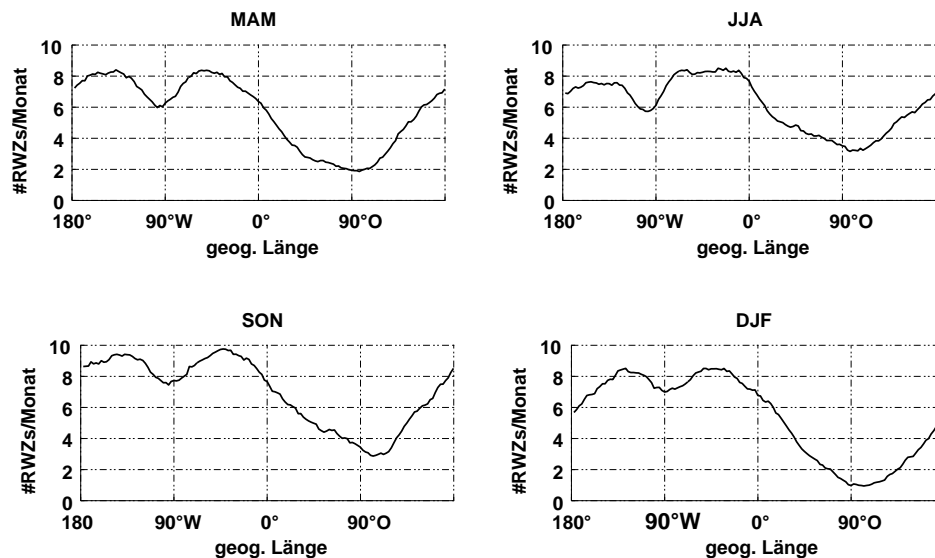 MAM
10
8
6
4
2
0
#RWZs/Monat
180°
90°W
0°
90°O
geog. Länge
JJA
10
8
6
4
2
0
#RWZs/Monat
180°
90°W
0°
90°O
geog. Länge
SON
10
8
6
4
2
0
#RWZs/Monat
180
90°W
0°
90°O
geog. Länge
DJF
10
8
6
4
2
0
#RWZs/Monat
180°
90°W
0°
90°O
geog. Länge